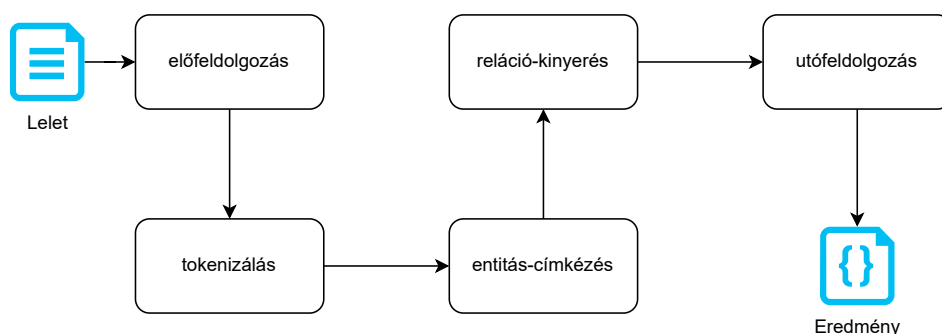 Lelet
előfeldolgozás
tokenizálás
entitás-címkézés
reláció-kinyerés
utófeldolgozás
{}
Eredmény